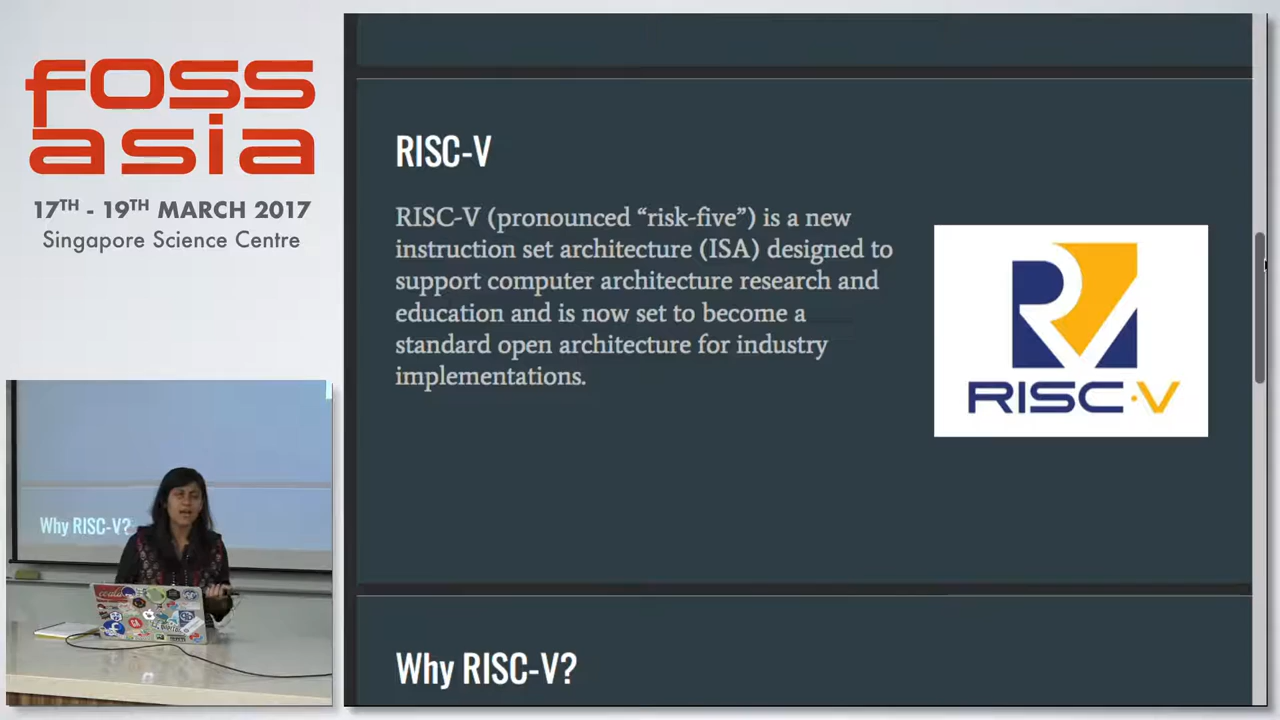 foss
asia
17TH - 19TH MARCH 2017
Singapore Science Centre
RISC-V
RISC-V (pronounced “risk-five”) is a new
instruction set architecture (ISA) designed to
support computer architecture research and
education and is now set to become a
standard open architecture for industry
implementations.
RISC-V
Why RISC-V?
Why RISC-V?